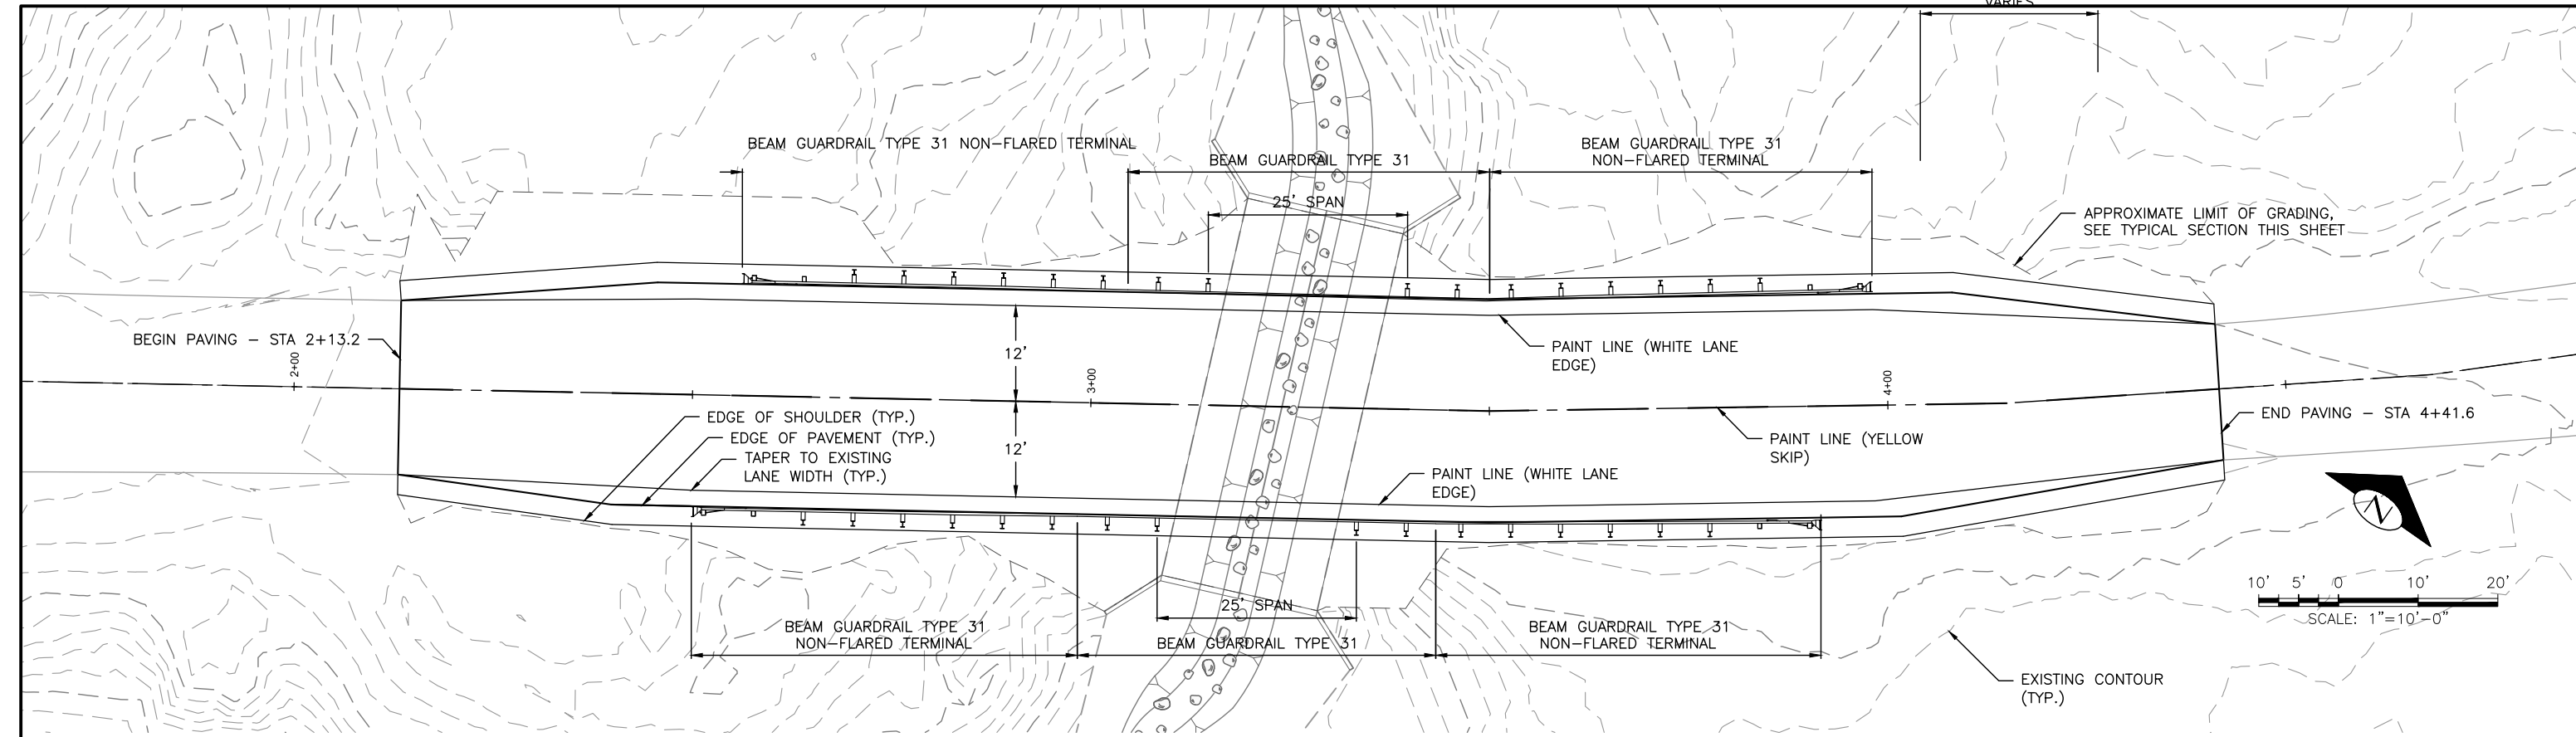 VARIES
BEAM GUARDRAIL TYPE 31 NON-FLARED TERMINAL
BEAM GUARDRAIL TYPE 31
BEAM GUARDRAIL TYPE 31
NON-FLARED TERMINAL
25' SPAN
APPROXIMATE LIMIT OF GRADING,
SEE TYPICAL SECTION THIS SHEET
BEGIN PAVING - STA 2+13.2
2+00
12'
3+00
PAINT LINE (WHITE LANE
EDGE)
4+00
EDGE OF SHOULDER (TYP.)
EDGE OF PAVEMENT (TYP.)
TAPER TO EXISTING
LANE WIDTH (TYP.)
12'
PAINT LINE (YELLOW
SKIP)
END PAVING - STA 4+41.6
PAINT LINE (WHITE LANE
EDGE)
N
10' 5' 0 10' 20'
SCALE: 1"=10'-0"
25' SPAN
BEAM GUARDRAIL TYPE 31
NON-FLARED TERMINAL
BEAM GUARDRAIL TYPE 31
BEAM GUARDRAIL TYPE 31
NON-FLARED TERMINAL
EXISTING CONTOUR
(TYP.)